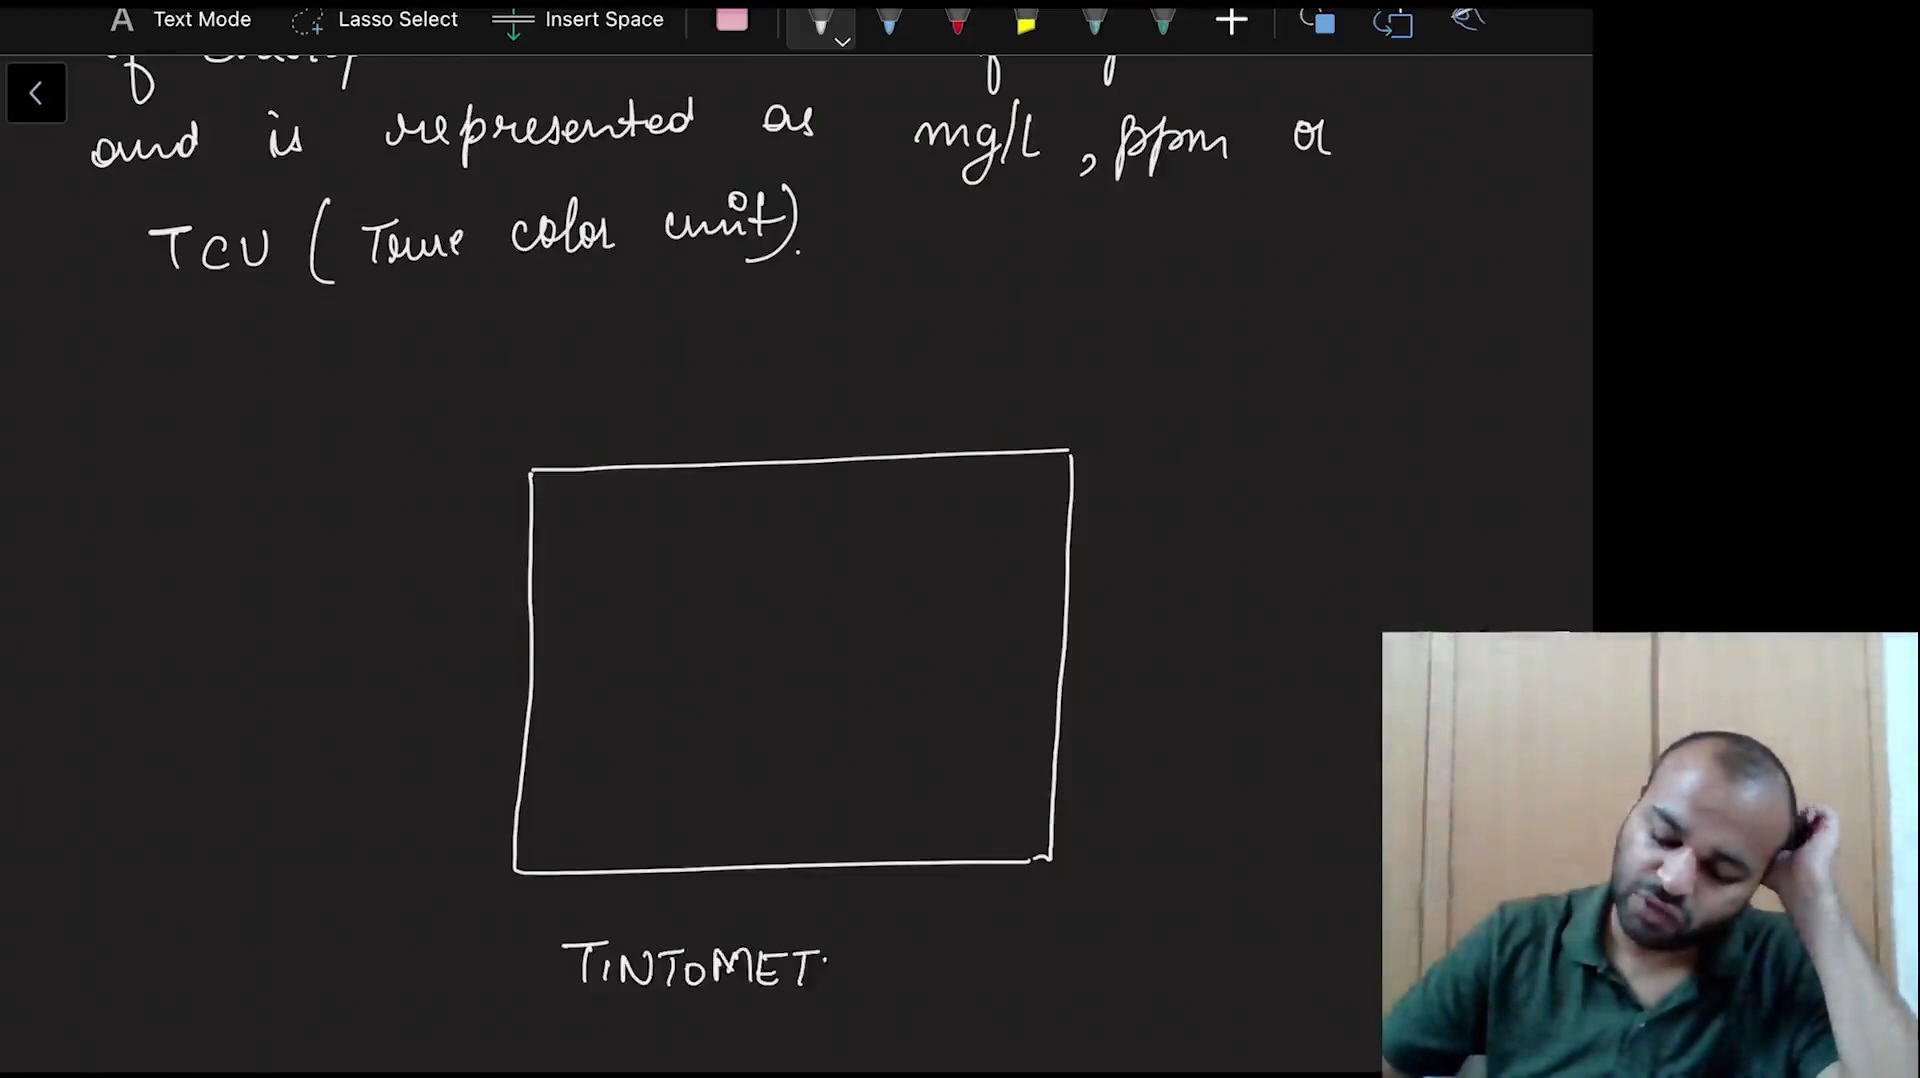 Text Mode Lasso Select Insert Space
and is represented as mg/L, ppm or
TCU (True color unit).
TINTOMET